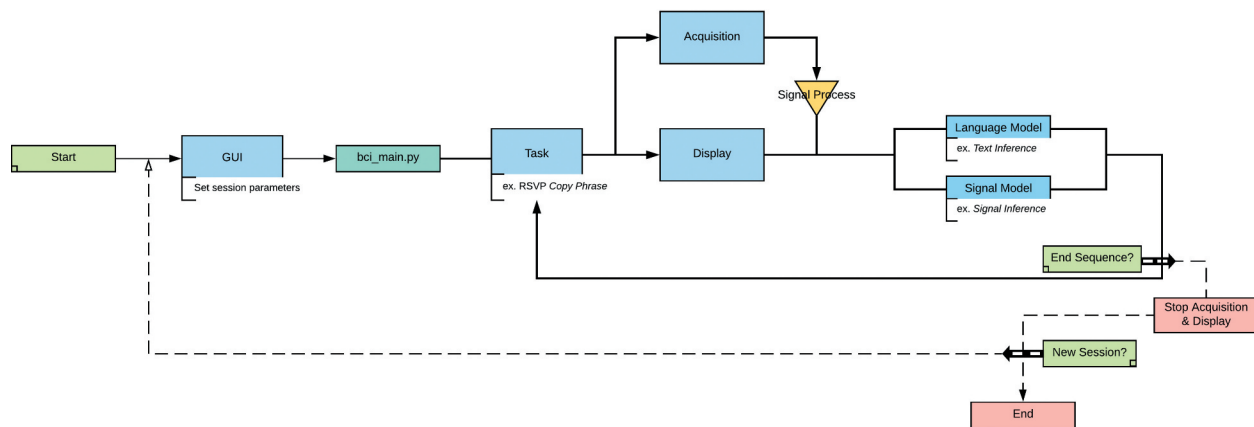 Acquisition
Signal Process
Start
GUI
Set session parameters
bci_main.py
Task
ex. RSVP Copy Phrase
Display
Language Model
ex. Text Inference
Signal Model
ex. Signal Inference
End Sequence?
Stop Acquisition
& Display
New Session?
End